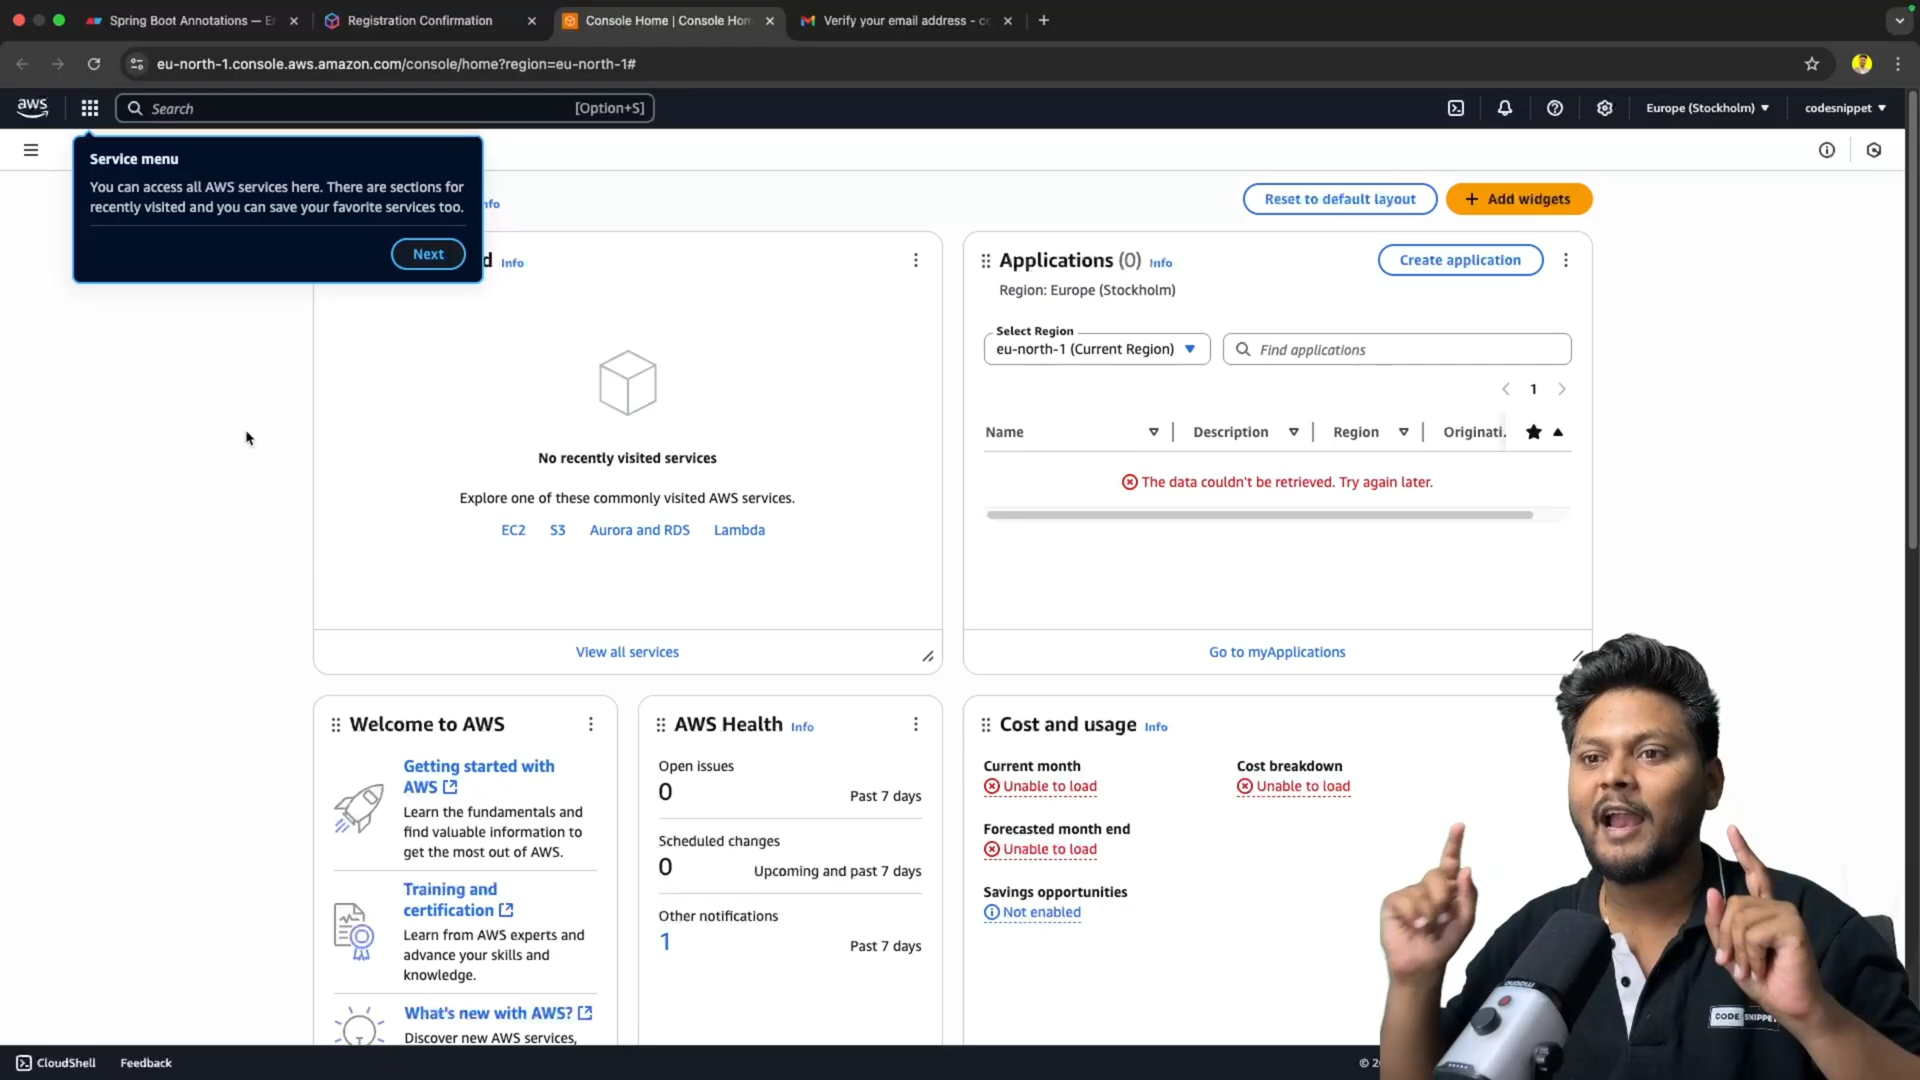 Spring Boot Annotations — E
Registration Confirmation
Console Home | Console Hom
Verify your email address - co
eu-north-1.console.aws.amazon.com/console/home?region=eu-north-1#
aws
Search
[Option+S]
Europe (Stockholm)
codesnippet
Service menu
You can access all AWS services here. There are sections for
recently visited and you can save your favorite services too.
Next
nfo
Reset to default layout
+ Add widgets
d Info
No recently visited services
Explore one of these commonly visited AWS services.
EC2 S3 Aurora and RDS Lambda
View all services
Applications (0) Info
Create application
Region: Europe (Stockholm)
Select Region
eu-north-1 (Current Region)
Find applications
1
Name Description Region Originati.
The data couldn't be retrieved. Try again later.
Go to myApplications
Welcome to AWS
Getting started with
AWS
Learn the fundamentals and
find valuable information to
get the most out of AWS.
Training and
certification
Learn from AWS experts and
advance your skills and
knowledge.
What's new with AWS?
Discover new AWS services,
AWS Health Info
Open issues
0
Past 7 days
Scheduled changes
0
Upcoming and past 7 days
Other notifications
1
Past 7 days
Cost and usage Info
Current month
Unable to load
Cost breakdown
Unable to load
Forecasted month end
Unable to load
Savings opportunities
Not enabled
CODE SNIPPET
CloudShell
Feedback
© 2